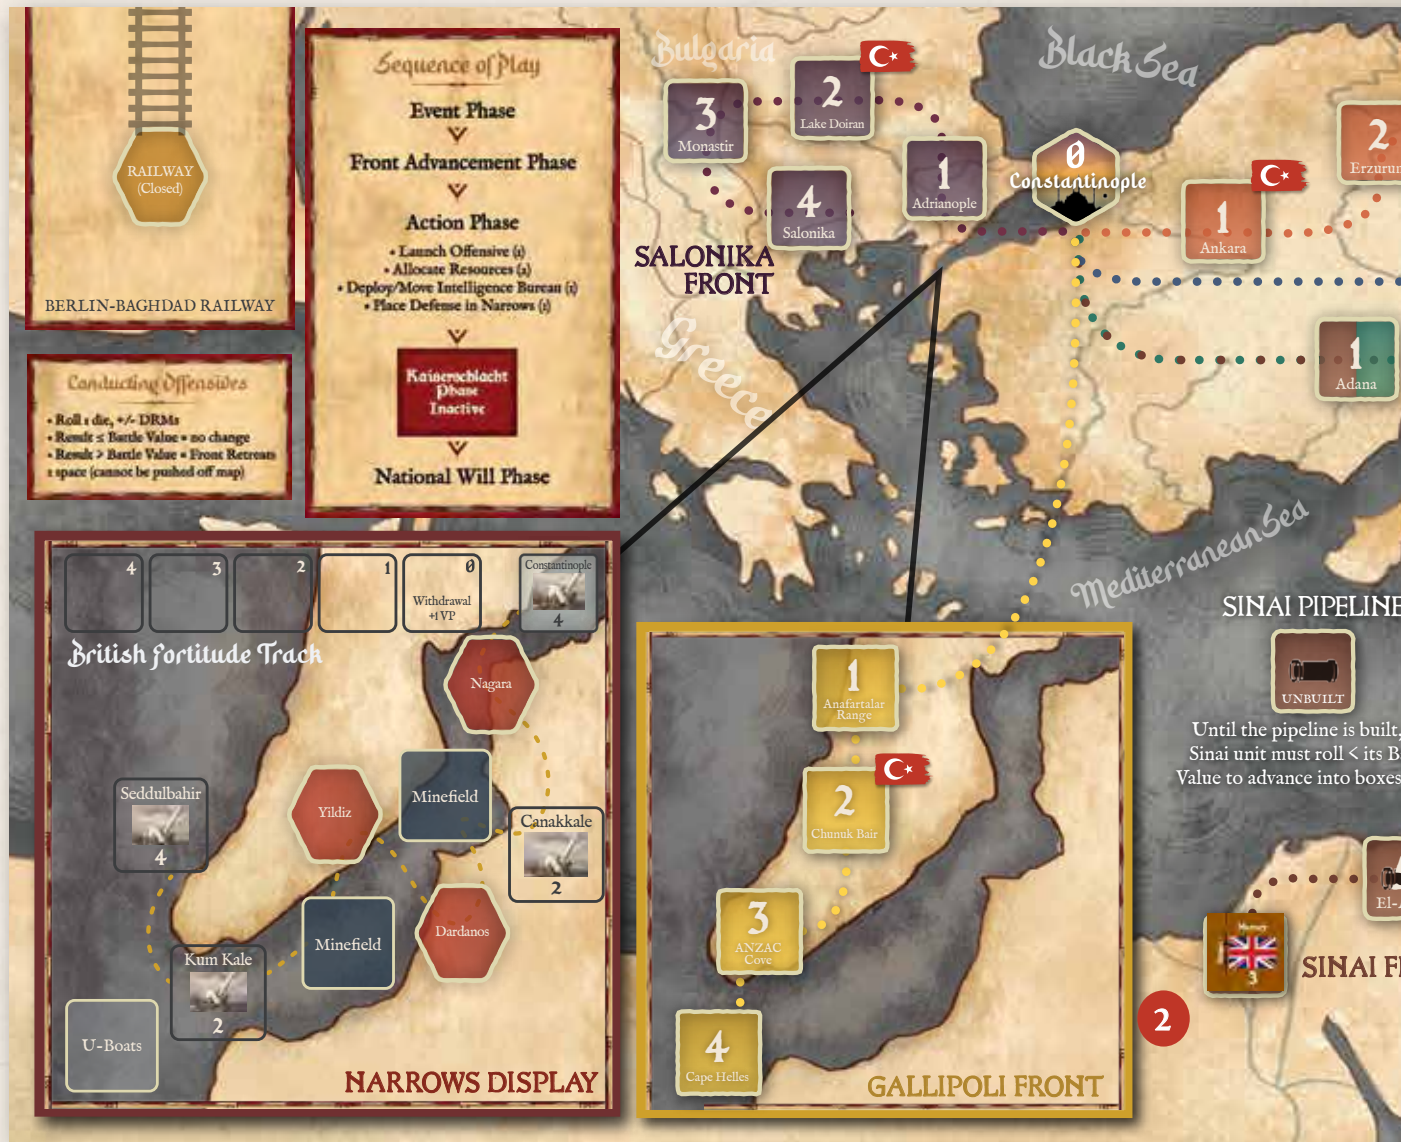 RAILWAY
(Closed)
BERLIN-BAGHDAD RAILWAY
Sequence of Play
Event Phase
Front Advancement Phase
Action Phase
• Launch Offensive (1)
• Allocate Resources (2)
• Deploy/Move Intelligence Bureau (1)
• Place Defense in Narrows (1)
Kaiserschlacht
Phase
Inactive
National Will Phase
Conducting Offensives
• Roll 1 die, +/- DRMs
• Result ≤ Battle Value = no change
• Result > Battle Value = Front Retreats
1 space (cannot be pushed off map)
Bulgaria
Black Sea
3
Monastir
2
Lake Doiran
4
Salonika
1
Adrianople
0
Constantinople
1
Ankara
2
SALONIKA
FRONT
Greece
1
Adana
Mediterranean Sea
4
3
2
1
0
Withdrawal
+1 VP
Constantinople
4
British Fortitude Track
Nagara
Seddulbahir
4
Yildiz
Minefield
Canakkale
2
Minefield
Dardanos
Kum Kale
2
U-Boats
NARROWS DISPLAY
1
Anafartalar
Range
2
Chunuk Bair
3
ANZAC
Cove
4
Cape Helles
GALLIPOLI FRONT
SINAI PIPELINE
UNBUILT
Until the pipeline is built,
Sinai unit must roll < its B
Value to advance into boxes
Murray
3
SINAI F
2